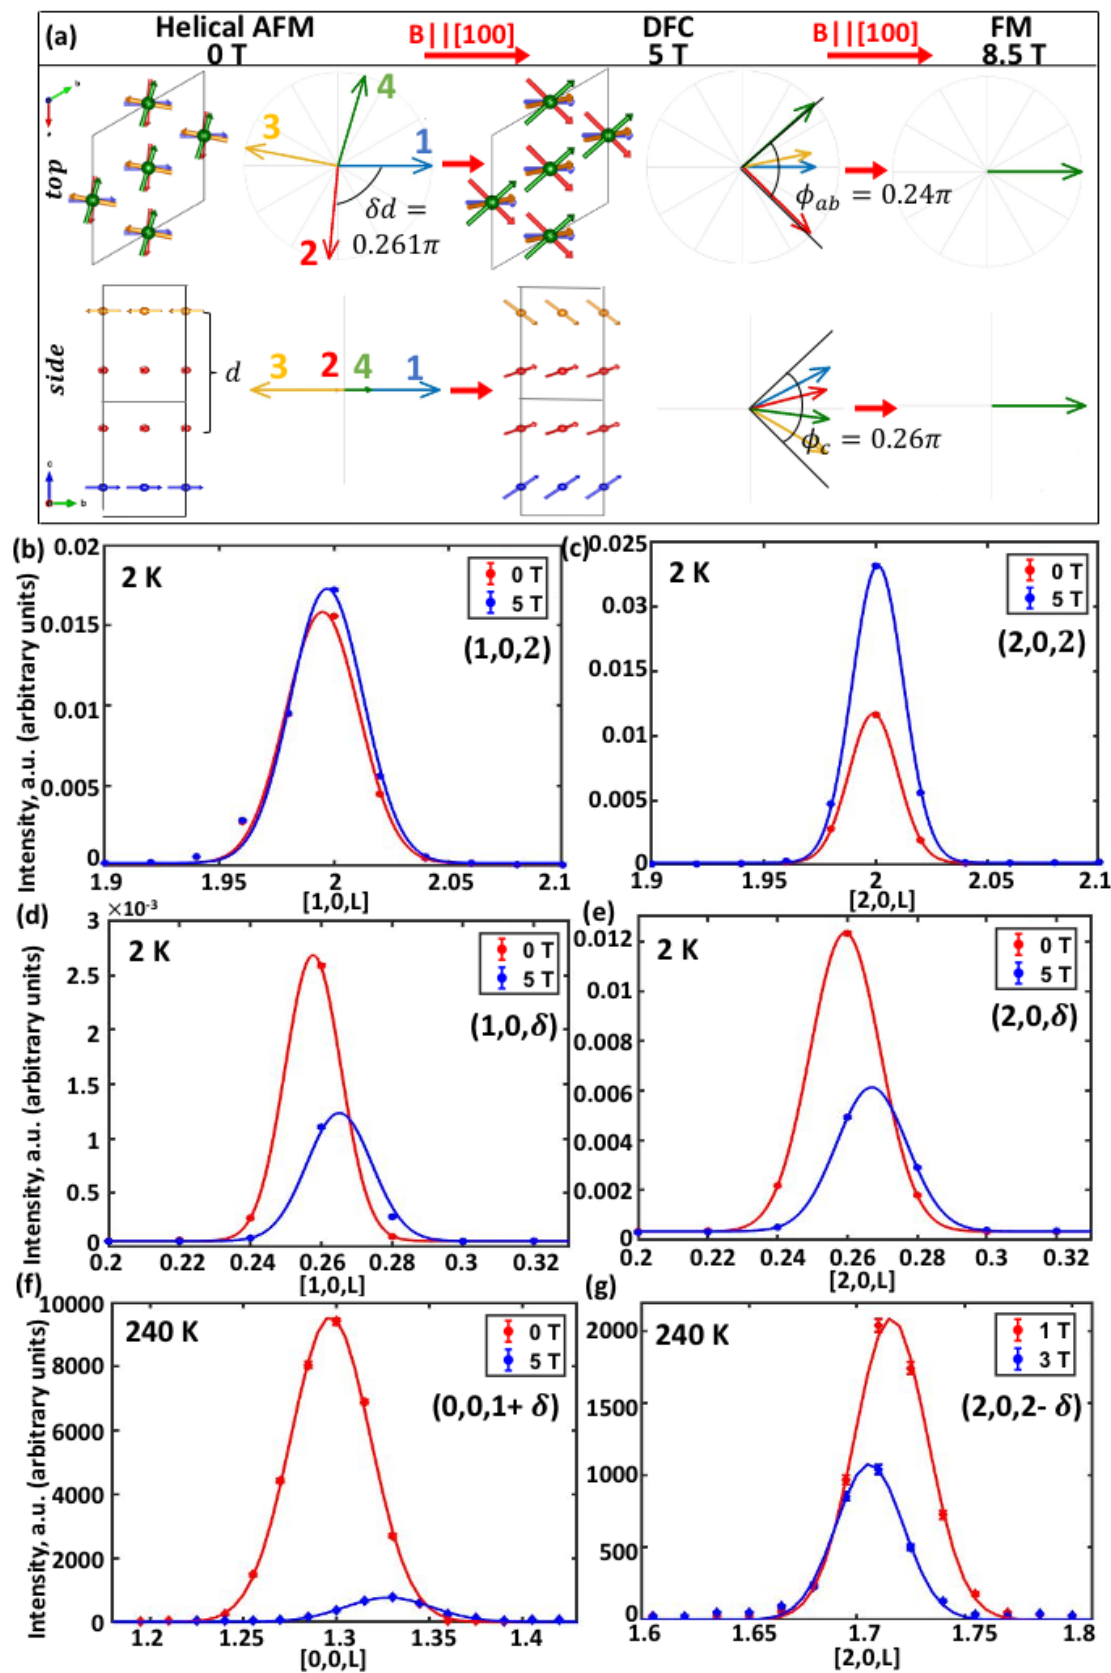 (a) Helical AFM B||[100] DFC B||[100] FM
0 T 5 T 8.5 T
top
b
4
3
1
2
δd =
0.261π
ϕab = 0.24π
side
d
3 2 4 1
ϕc = 0.26π
c
b
(b)
Intensity, a.u. (arbitrary units)
0.02
0.015
0.01
0.005
0
2 K
0 T
5 T
(1,0,2)
1.9 1.95 2 2.05 2.1
[1,0,L]
(c)
0.025
0.03
0.015
0.01
0.005
0
2 K
0 T
5 T
(2,0,2)
1.9 1.95 2 2.05 2.1
[2,0,L]
(d)
Intensity, a.u. (arbitrary units)
×10-3
3
2.5
2
1.5
1
0.5
0
2 K
0 T
5 T
(1,0,δ)
0.2 0.22 0.24 0.26 0.28 0.3 0.32
[1,0,L]
(e)
0.012
0.01
0.008
0.006
0.004
0.002
0
2 K
0 T
5 T
(2,0,δ)
0.2 0.22 0.24 0.26 0.28 0.3 0.32
[2,0,L]
(f)
Intensity, a.u. (arbitrary units)
10000
8000
6000
4000
2000
0
240 K
0 T
5 T
(0,0,1+ δ)
1.2 1.25 1.3 1.35 1.4
[0,0,L]
(g)
2000
1500
1000
500
0
240 K
1 T
3 T
(2,0,2- δ)
1.6 1.65 1.7 1.75 1.8
[2,0,L]